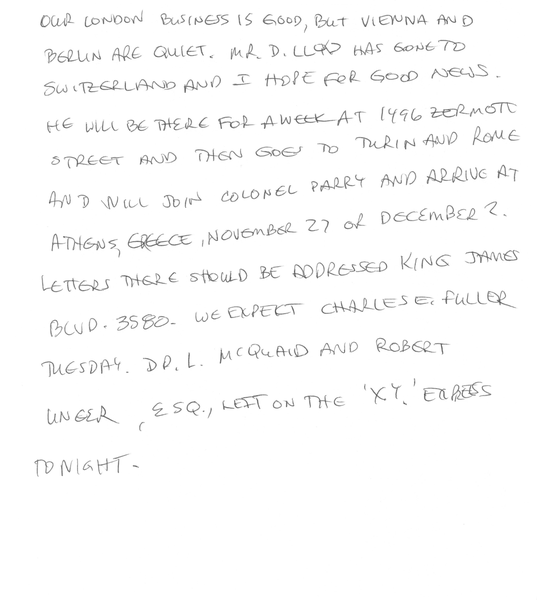 OUR LONDON BUSINESS IS GOOD, BUT VIENNA AND
BERLIN ARE QUIET. MR. D. LLOYD HAS GONE TO
SWITZERLAND AND I HOPE FOR GOOD NEWS.
HE WILL BE THERE FOR A WEEK AT 1496 ZERMOTT
STREET AND THEN GOES TO TURIN AND ROME
AND WILL JOIN COLONEL PARRY AND ARRIVE AT
ATHENS, GREECE, NOVEMBER 27 OR DECEMBER 2.
LETTERS THERE SHOULD BE ADDRESSED KING JAMES
BLVD. 3580. WE EXPECT CHARLES E. FULLER
TUESDAY. DR. L. MCQUAID AND ROBERT
UNGER, ESQ., LEFT ON THE 'X.Y.' EXPRESS
TONIGHT.